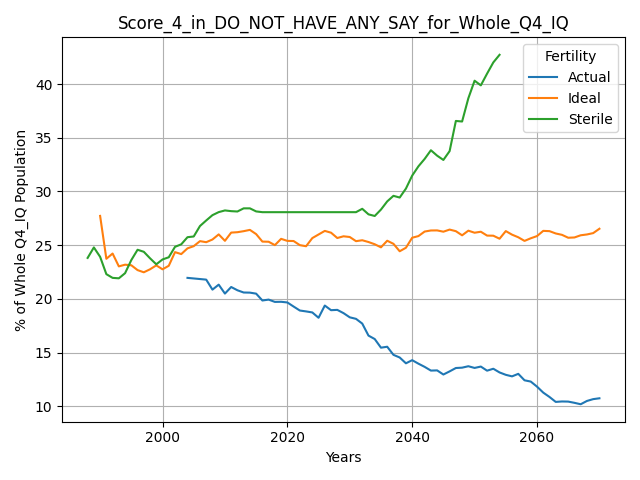 Score_4_in_DO_NOT_HAVE_ANY_SAY_for_Whole_Q4_IQ
% of Whole Q4_IQ Population
40
35
30
25
20
15
10
Fertility
Actual
Ideal
Sterile
2000 2020 2040 2060
Years